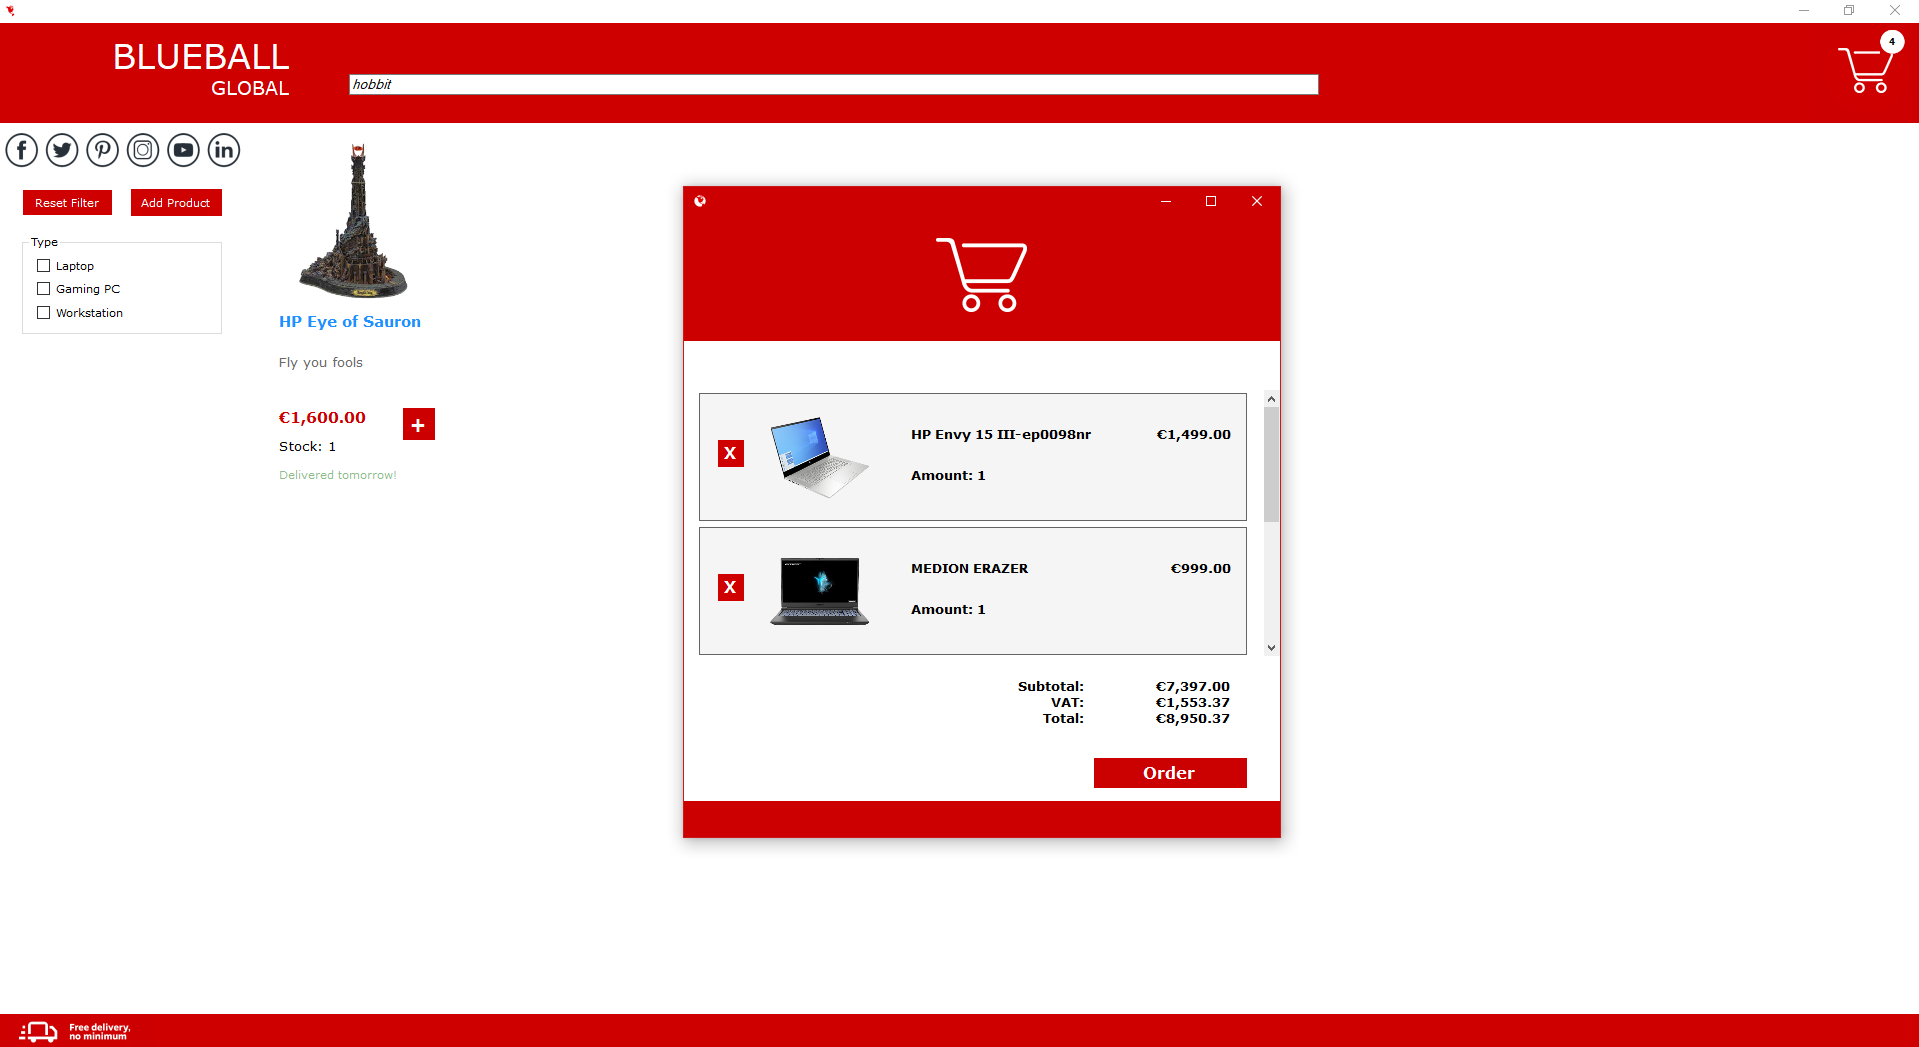 BLUEBALL
GLOBAL
hobbit
4
Reset Filter
Add Product
Type
Laptop
Gaming PC
Workstation
HP Eye of Sauron
Fly you fools
€1,600.00
+
Stock: 1
Delivered tomorrow!
X
HP Envy 15 III-ep0098nr
€1,499.00
Amount: 1
X
MEDION ERAZER
€999.00
Amount: 1
Subtotal: €7,397.00
VAT: €1,553.37
Total: €8,950.37
Order
Free delivery,
no minimum